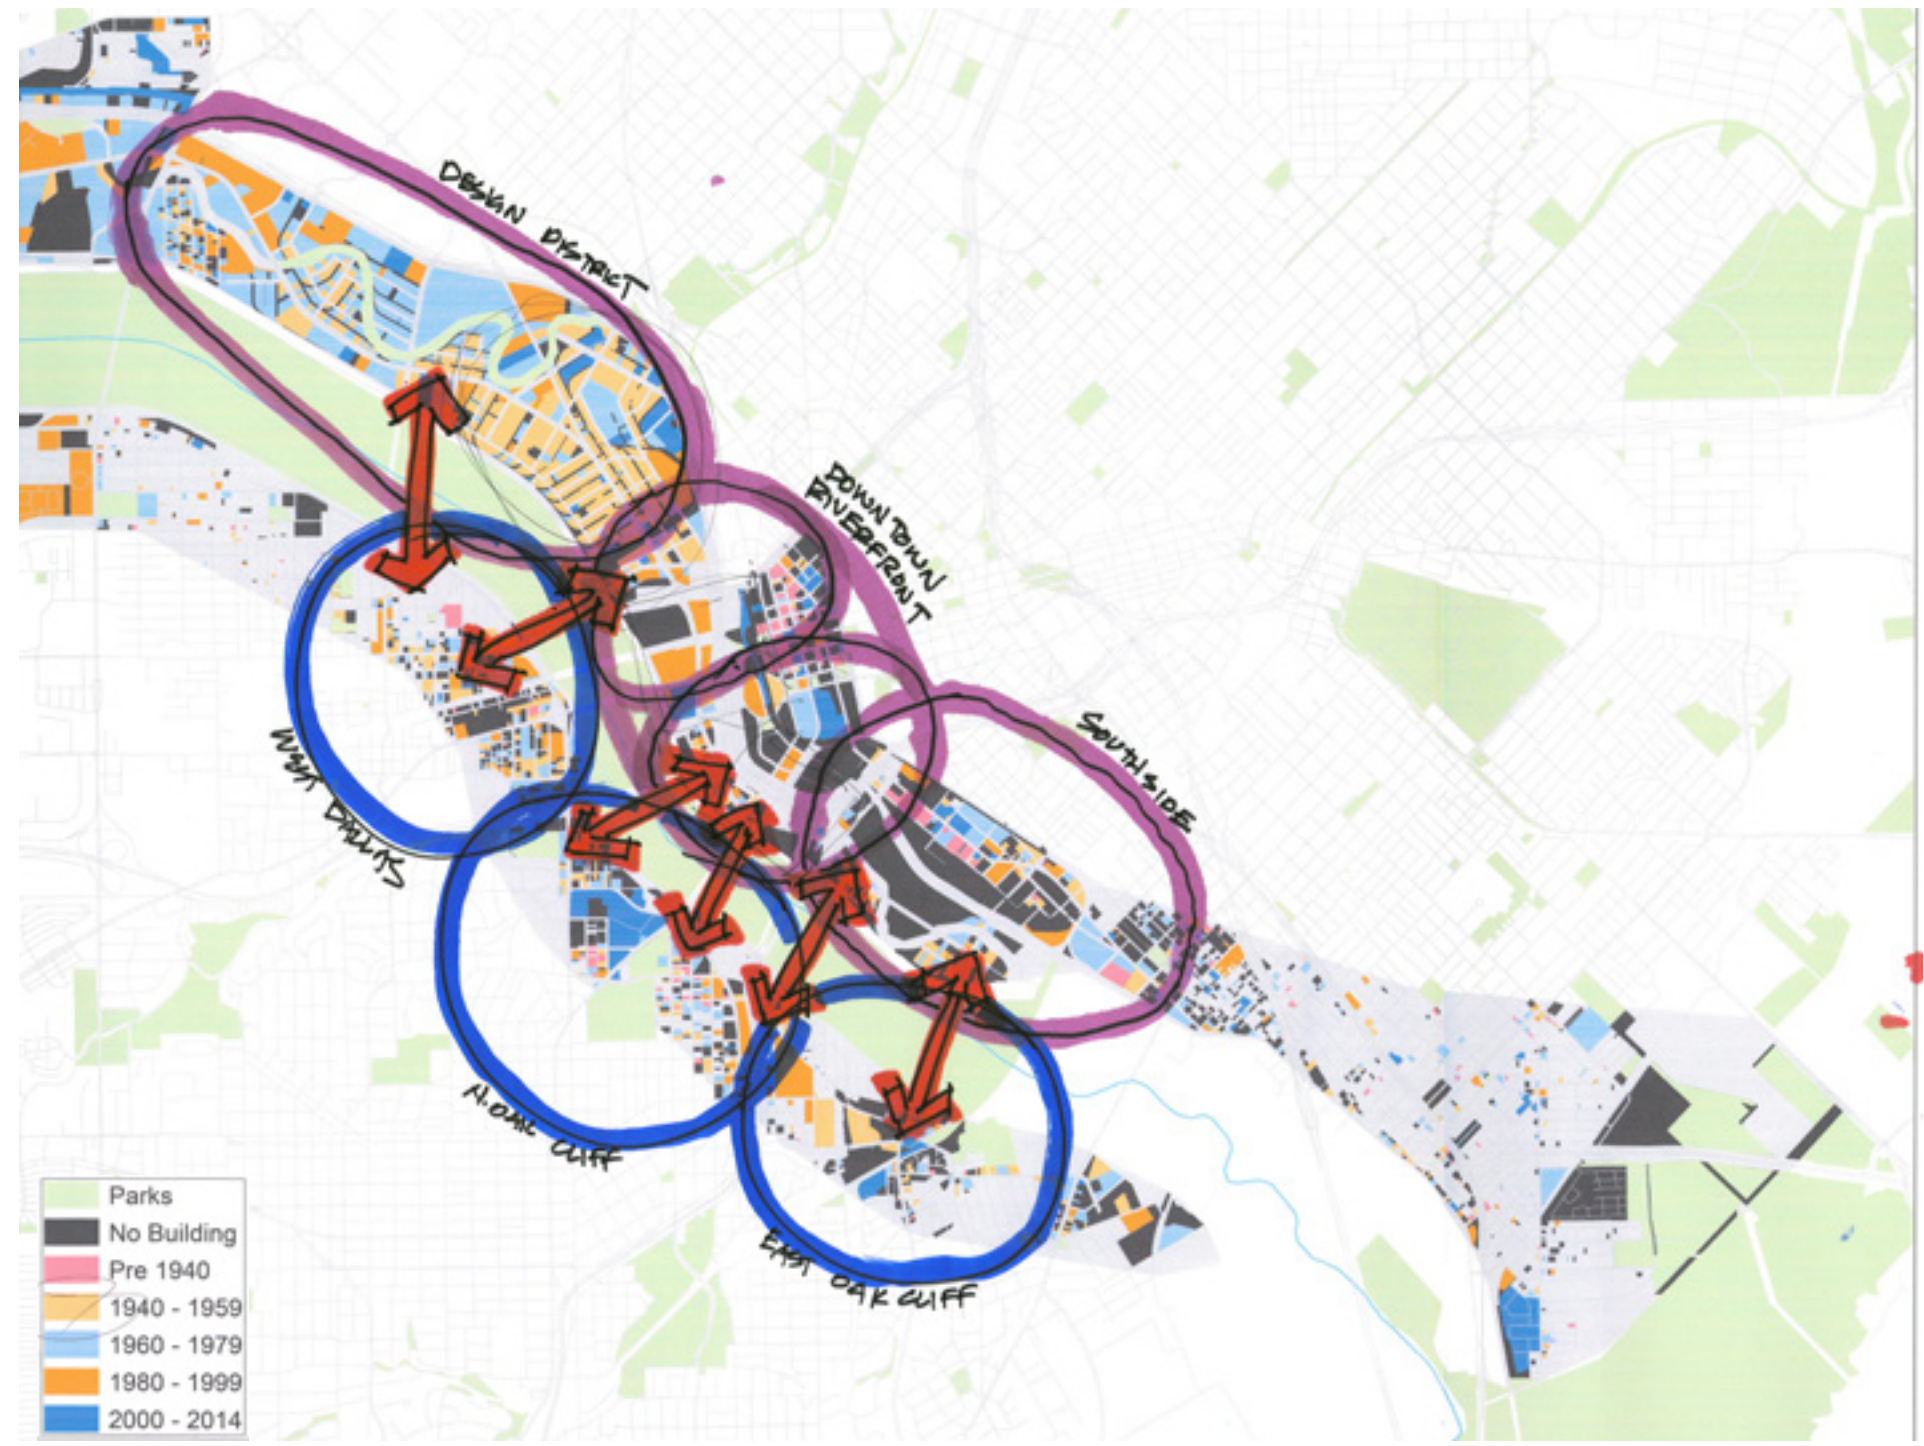 DESIGN DISTRICT
DOWNTOWN
RIVERFRONT
SOUTHSIDE
WEST DALLAS
N. OAK CLIFF
EAST OAK CLIFF
Parks
No Building
Pre 1940
1940 - 1959
1960 - 1979
1980 - 1999
2000 - 2014